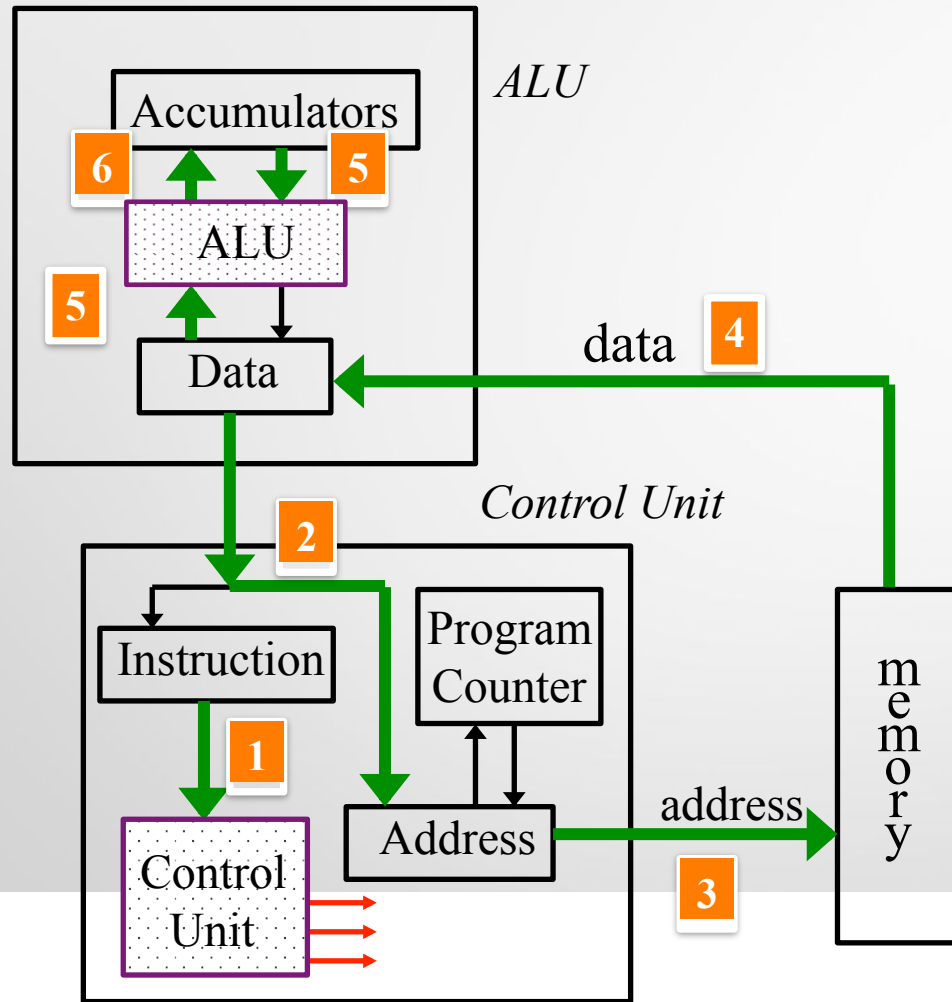 ALU
Accumulators
6
5
ALU
5
Data
data
4
Control Unit
2
Instruction
Program
Counter
1
memory
Address
address
3
Control
Unit